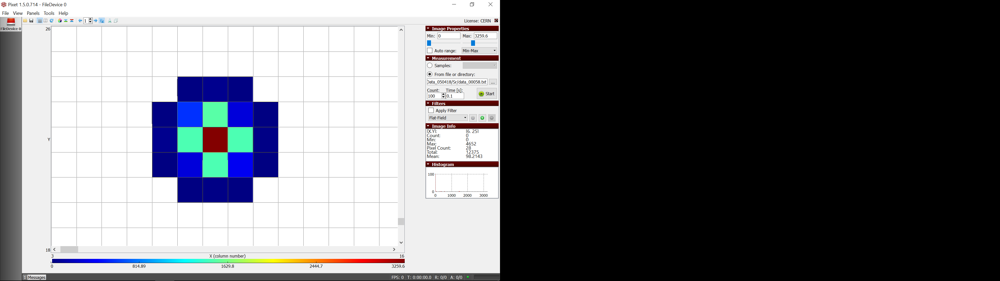 Pixet 1.5.0.714 - FileDevice 0
File View Panels Tools Help
FileDevice 0
1
License: CERN
26
Y
18
3
X (column number)
16
0 814.89 1629.8 2444.7 3259.6
Image Properties
Min: 0 Max: 3259.6
Auto range: Min-Max
Measurement
Samples:
From file or directory:
Data_050418/Sr/data_00058.txt ...
Count: Time [s]:
100 0.1 Start
Filters
Apply Filter
Flat-Field
Image Info
[X,Y]: [6, 25]
Count: 0
Min: 0
Max: 4652
Pixel Count: 28
Total: 12375
Mean: 98.2143
Histogram
100
0
0 1000 2000 3000
1 Messages
FPS: 0 T: 0:00:00.0 R: 0/0 A: 0/0